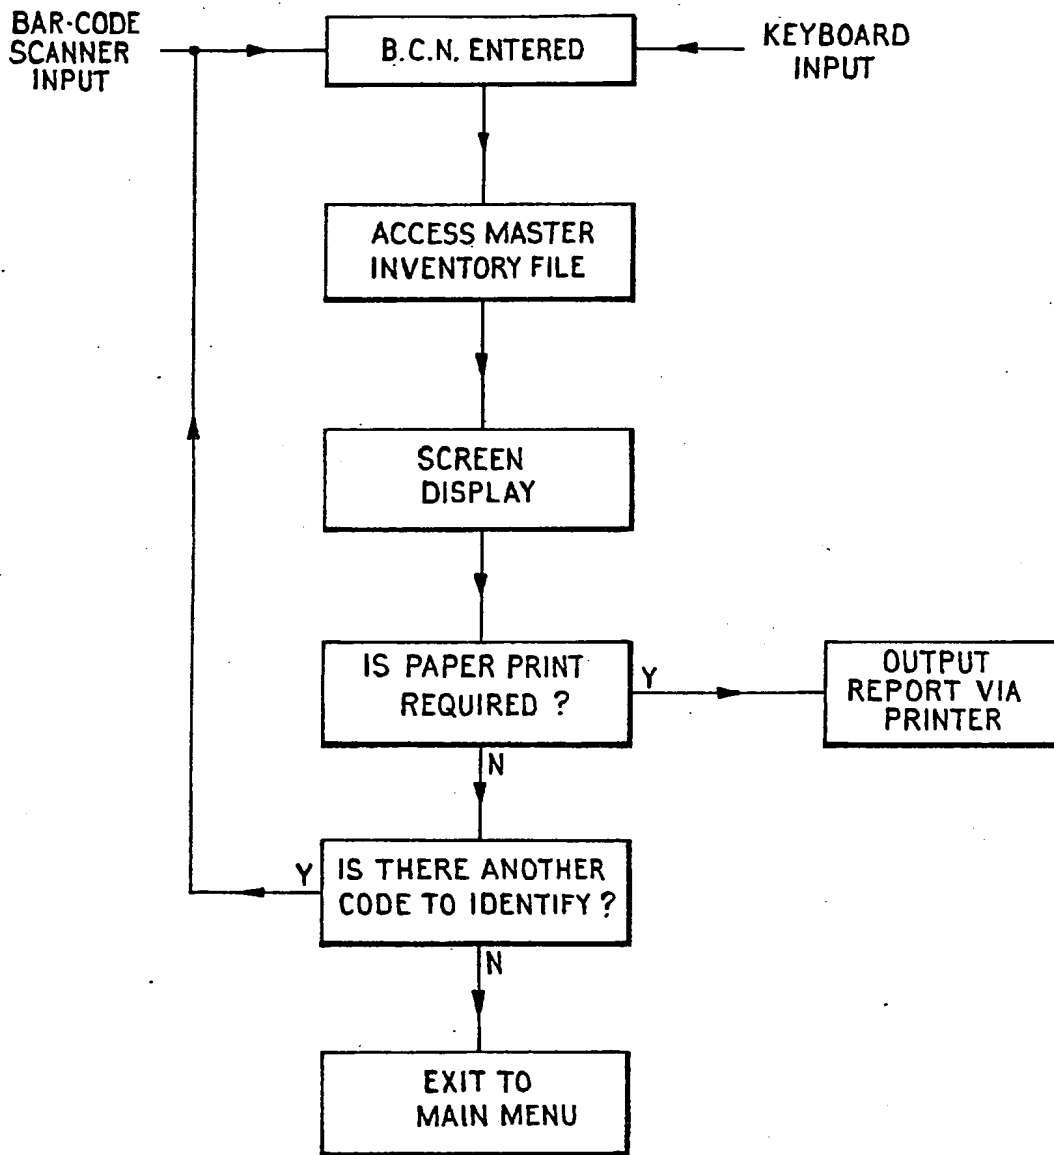 BAR-CODE
SCANNER
INPUT
B.C.N. ENTERED
KEYBOARD
INPUT
ACCESS MASTER
INVENTORY FILE
SCREEN
DISPLAY
IS PAPER PRINT
REQUIRED ?
Y
OUTPUT
REPORT VIA
PRINTER
N
Y
IS THERE ANOTHER
CODE TO IDENTIFY ?
N
EXIT TO
MAIN MENU